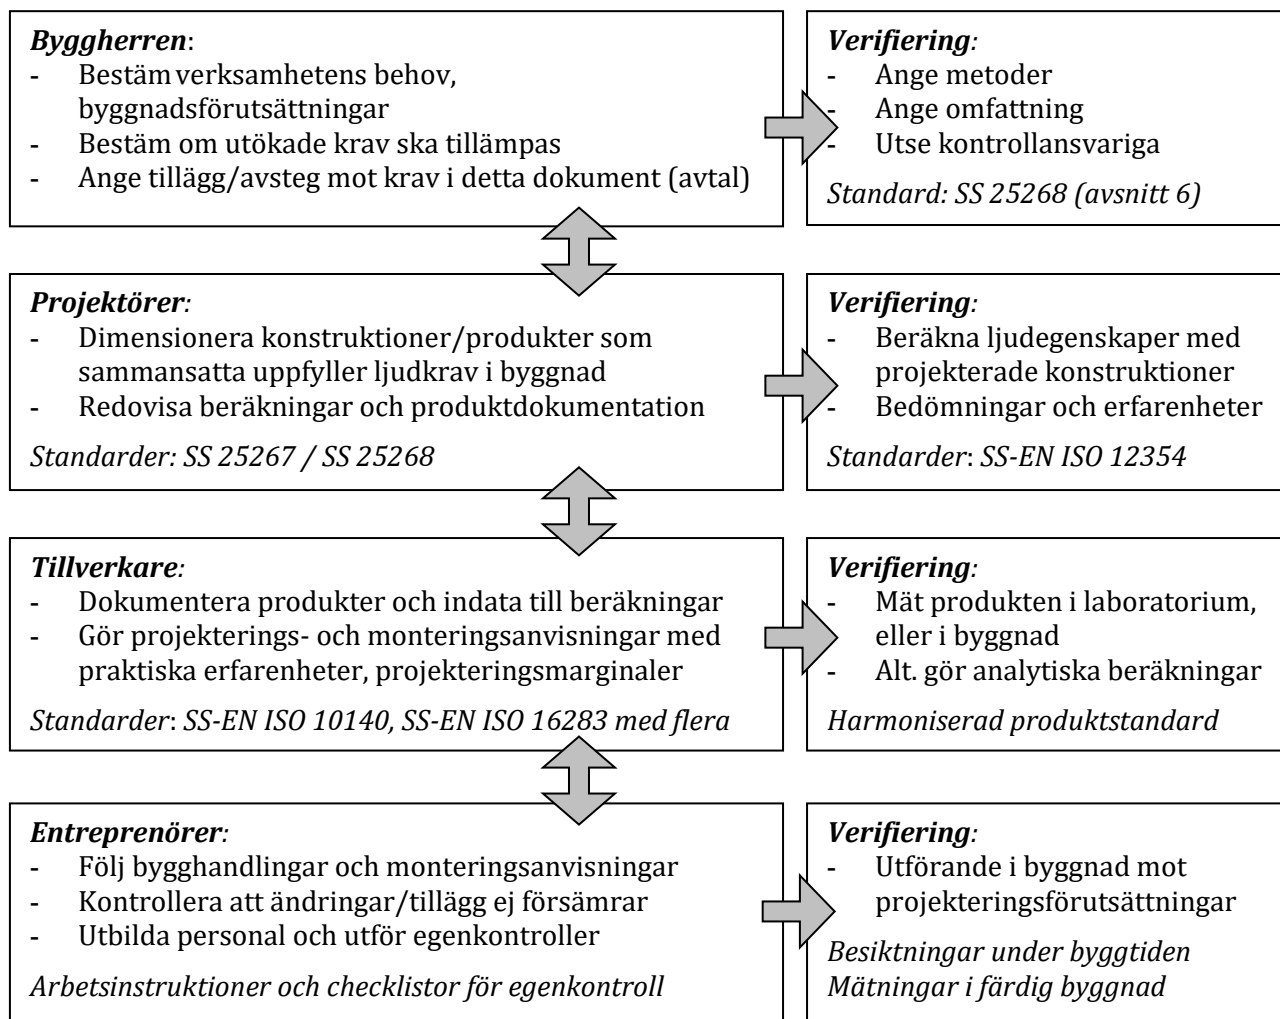 Byggherren:
- Bestäm verksamhetens behov,
byggnadsförutsättningar
- Bestäm om utökade krav ska tillämpas
- Ange tillägg/avsteg mot krav i detta dokument (avtal)
Verifiering:
- Ange metoder
- Ange omfattning
- Utse kontrollansvariga
Standard: SS 25268 (avsnitt 6)
Projektörer:
- Dimensionera konstruktioner/produkter som
sammansatta uppfyller ljudkrav i byggnad
- Redovisa beräkningar och produktdokumentation
Standarder: SS 25267 / SS 25268
Verifiering:
- Beräkna ljudegenskaper med
projekterade konstruktioner
- Bedömningar och erfarenheter
Standarder: SS-EN ISO 12354
Tillverkare:
- Dokumentera produkter och indata till beräkningar
- Gör projekterings- och monteringsanvisningar med
praktiska erfarenheter, projekteringsmarginaler
Standarder: SS-EN ISO 10140, SS-EN ISO 16283 med flera
Verifiering:
- Mät produkten i laboratorium,
eller i byggnad
- Alt. gör analytiska beräkningar
Harmoniserad produktstandard
Entreprenörer:
- Följ bygghandlingar och monteringsanvisningar
- Kontrollera att ändringar/tillägg ej försämrar
- Utbilda personal och utför egenkontroller
Arbetsinstruktioner och checklistor för egenkontroll
Verifiering:
- Utförande i byggnad mot
projekteringsförutsättningar
Besiktningar under byggtiden
Mätningar i färdig byggnad